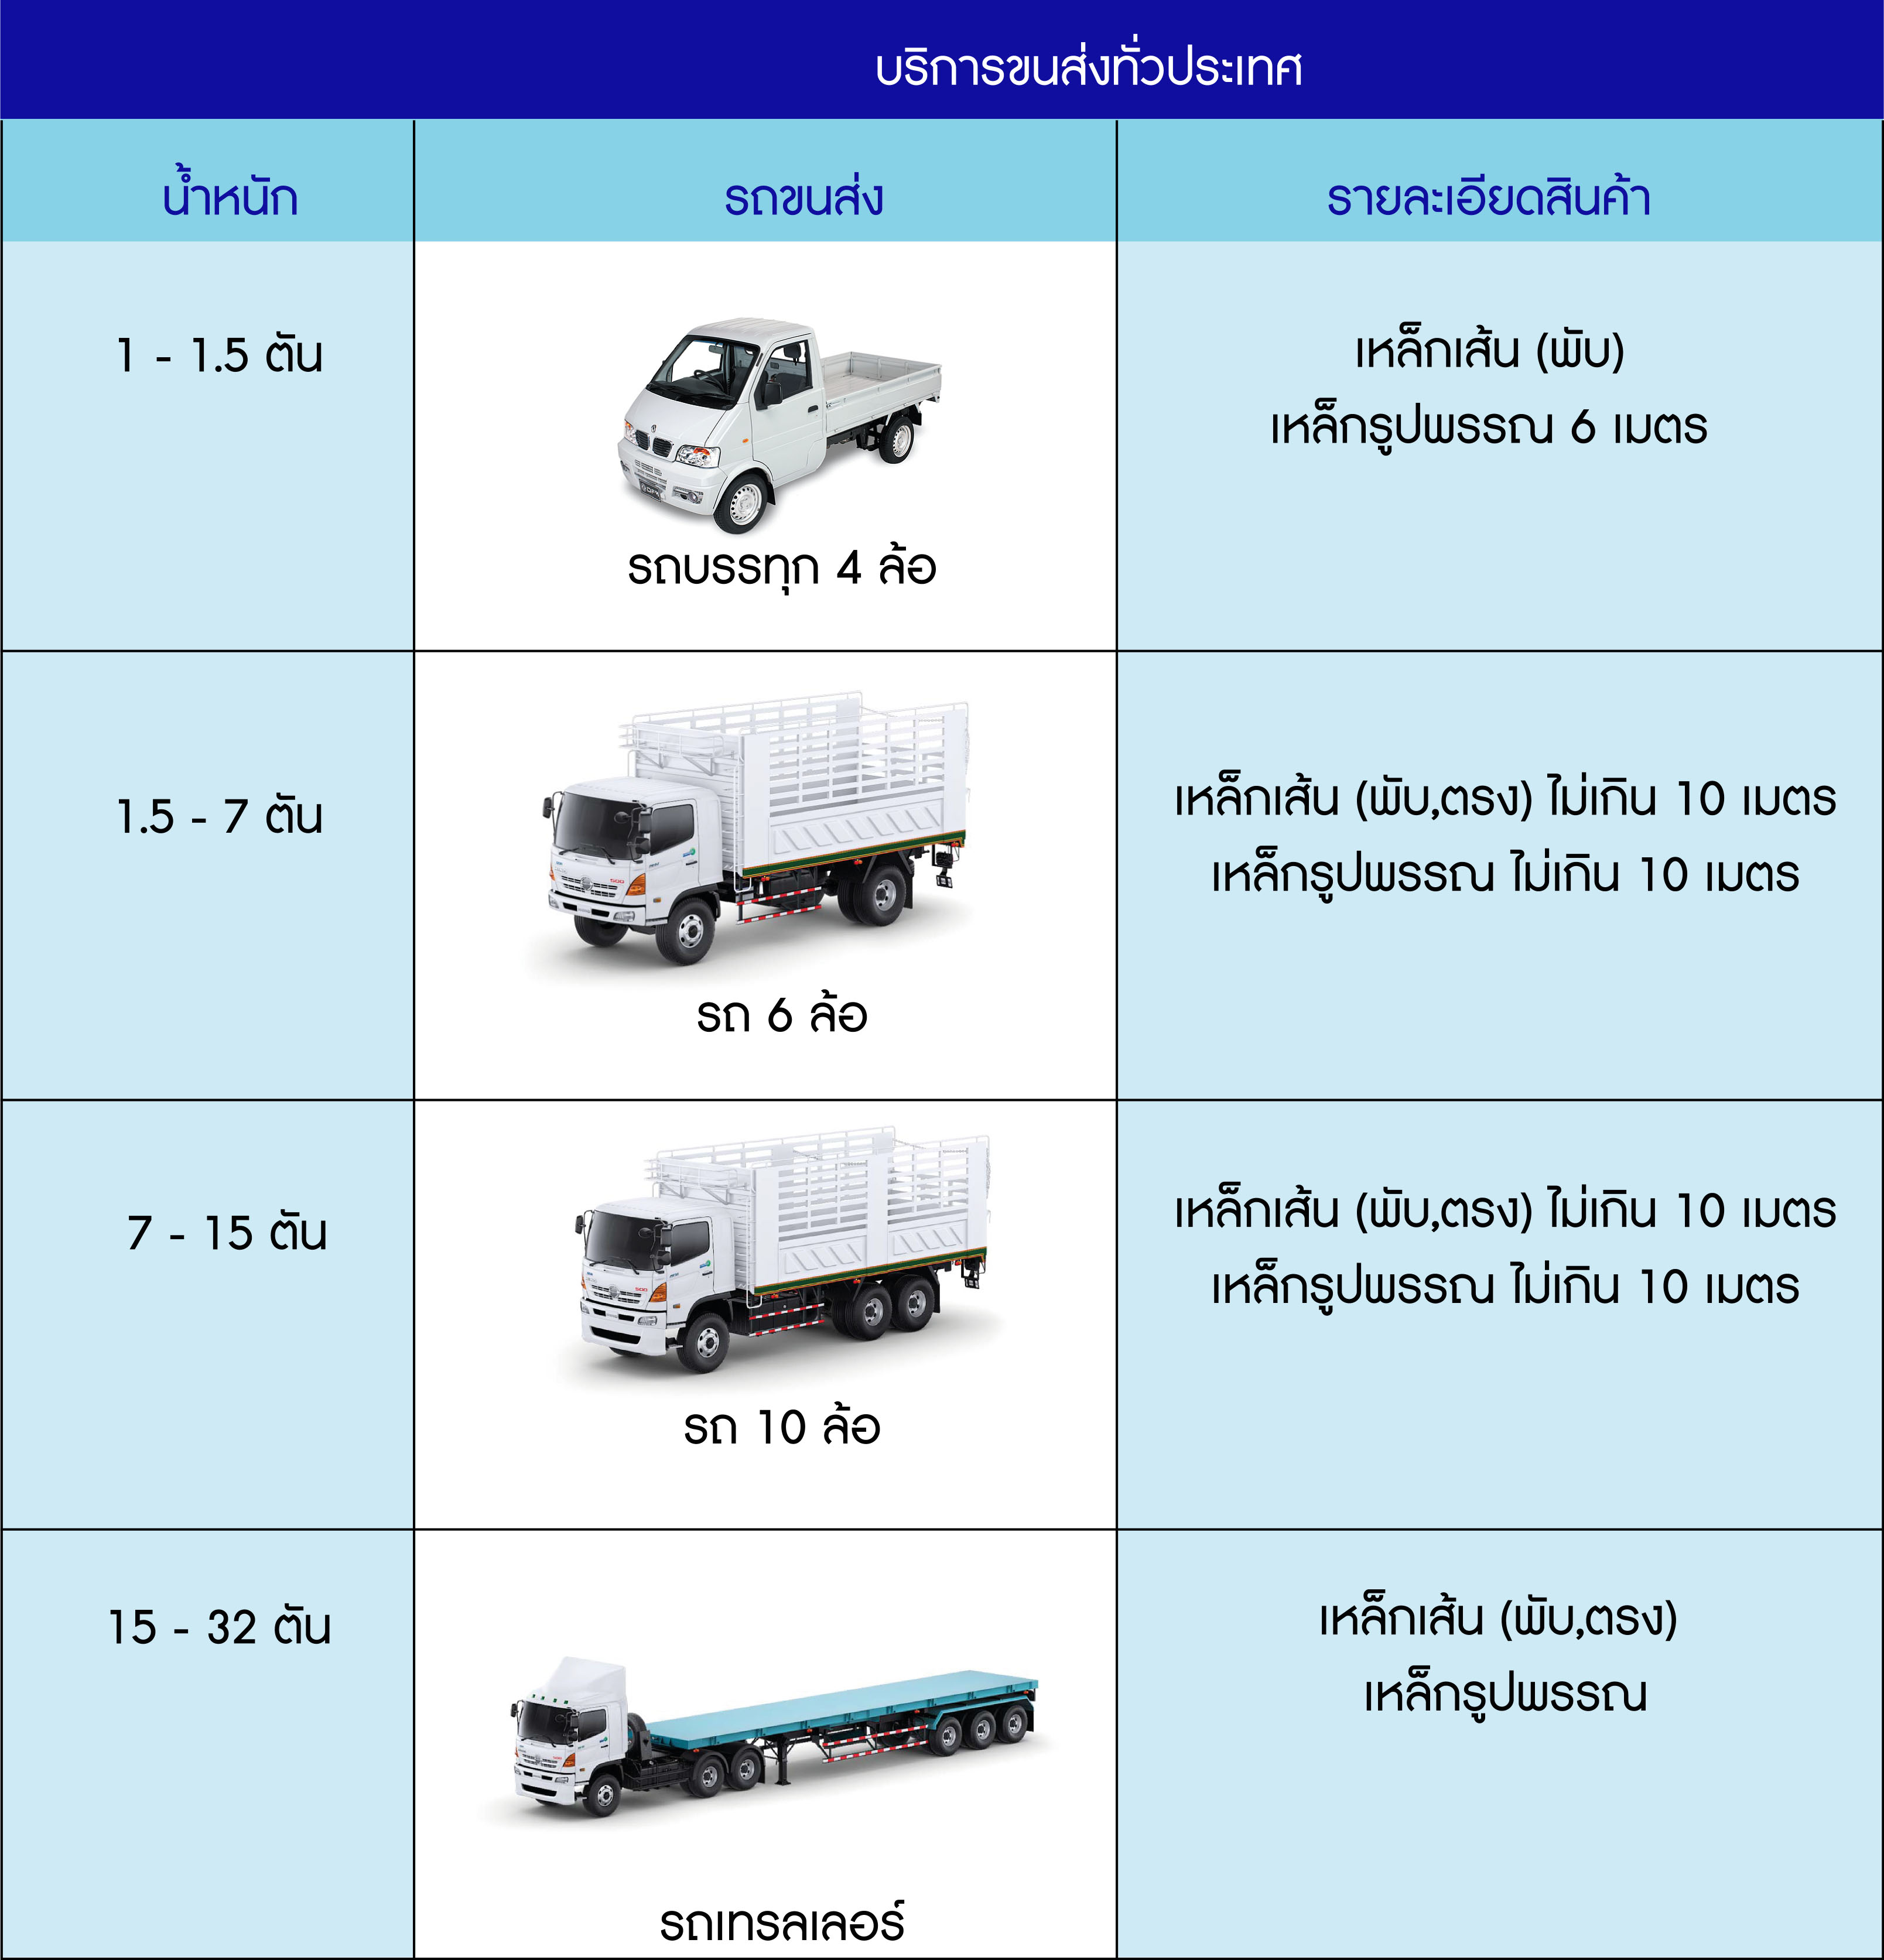 บริการขนส่งทั่วประเทศ
น้ำหนัก รถขนส่ง รายละเอียดสินค้า
1 - 1.5 ตัน
เหล็กเส้น (พับ)
เหล็กรูปพรรณ 6 เมตร
รถบรรทุก 4 ล้อ
1.5 - 7 ตัน
เหล็กเส้น (พับ,ตรง) ไม่เกิน 10 เมตร
เหล็กรูปพรรณ ไม่เกิน 10 เมตร
รถ 6 ล้อ
7 - 15 ตัน
เหล็กเส้น (พับ,ตรง) ไม่เกิน 10 เมตร
เหล็กรูปพรรณ ไม่เกิน 10 เมตร
รถ 10 ล้อ
15 - 32 ตัน
เหล็กเส้น (พับ,ตรง)
เหล็กรูปพรรณ
รถเทรลเลอร์